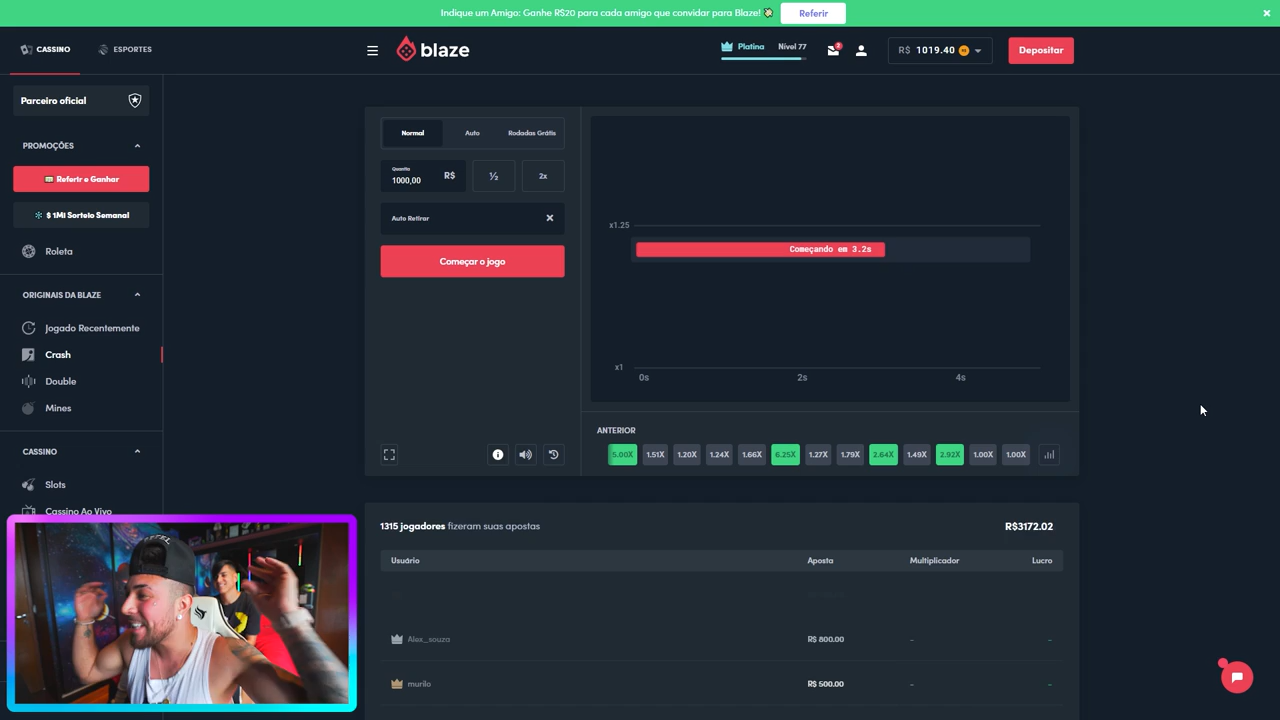 Indique um Amigo: Ganhe R$20 para cada amigo que convidar para Blaze!
Referir
CASSINO
ESPORTES
blaze
Platina
Nível 77
R$ 1019.40
Depositar
Parceiro oficial
PROMOÇÕES
Referir e Ganhar
$ 1Mi Sorteio Semanal
Roleta
ORIGINAIS DA BLAZE
Jogado Recentemente
Crash
Double
Mines
CASSINO
Slots
Cassino Ao Vivo
Normal
Auto
Rodadas Grátis
Quantia
1000,00
R$
½
2x
Auto Retirar
Começar o jogo
x1.25
Começando em 3.2s
x1
0s
2s
4s
ANTERIOR
5.00X
1.51X
1.20X
1.24X
1.66X
6.25X
1.27X
1.79X
2.64X
1.49X
2.92X
1.00X
1.00X
1315 jogadores fizeram suas apostas
R$3172.02
Usuário
Aposta
Multiplicador
Lucro
Alex_souza
R$ 800.00
–
–
murilo
R$ 500.00
–
–